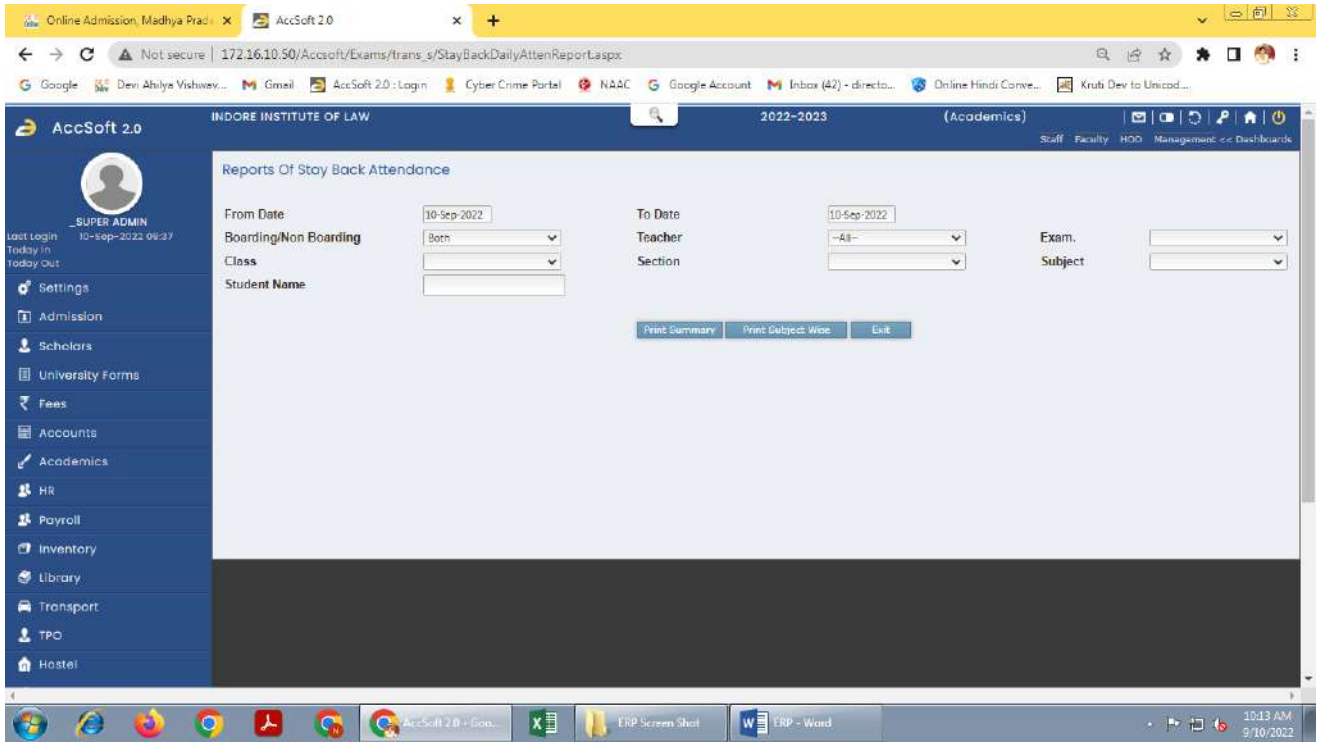 Online Admission, Madhya Prad
AccSoft 2.0
Not secure | 172.16.10.50/Accsoft/Exams/trans_s/StayBackDailyAttenReport.aspx
Google
Devi Ahilya Vishwav...
Gmail
AccSoft 2.0 : Login
Cyber Crime Portal
NAAC
Google Account
Inbox (42) - directo...
Online Hindi Conve...
Kruti Dev to Unicod...
AccSoft 2.0
INDORE INSTITUTE OF LAW
2022-2023
(Academics)
Staff Faculty HOD Management << Dashboards
_SUPER ADMIN
Last Login 10-Sep-2022 09:37
Today In
Today Out
Settings
Admission
Scholars
University Forms
Fees
Accounts
Academics
HR
Payroll
Inventory
Library
Transport
TPO
Hostel
Reports Of Stay Back Attendance
From Date 10-Sep-2022 To Date 10-Sep-2022
Boarding/Non Boarding Both Teacher --All-- Exam.
Class Section Subject
Student Name
Print Summary Print Subject Wise Exit
AccSoft 2.0 - Goo...
ERP Screen Shot
ERP - Word
10:13 AM
9/10/2022